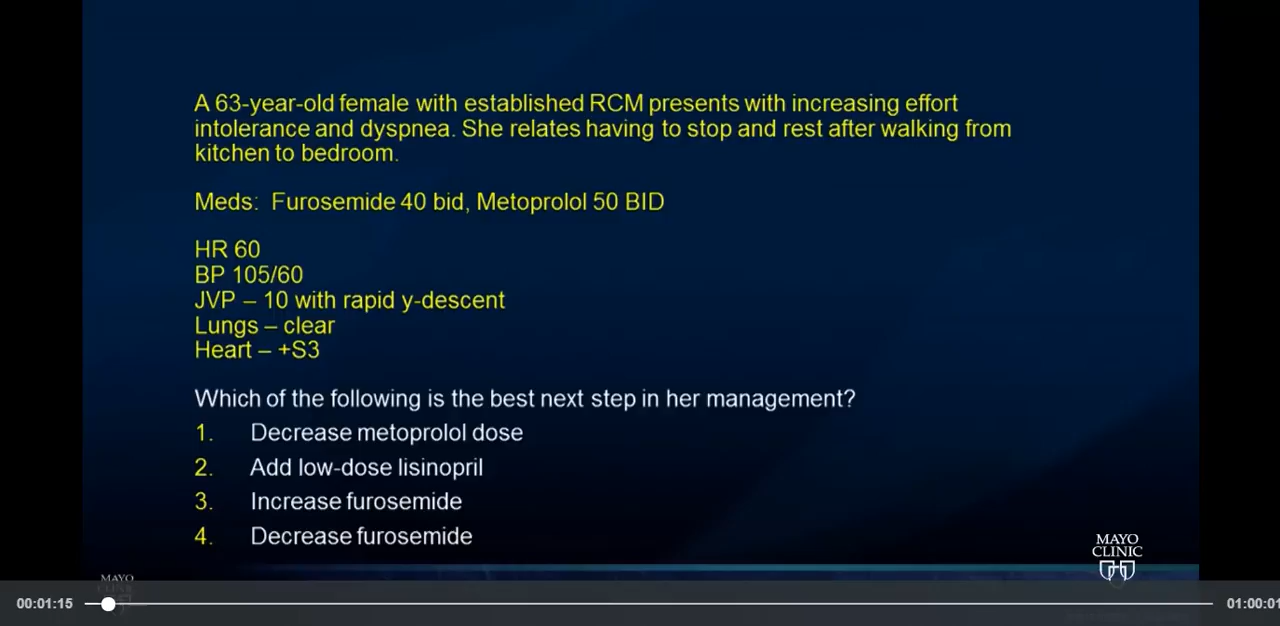 A 63-year-old female with established RCM presents with increasing effort
intolerance and dyspnea. She relates having to stop and rest after walking from
kitchen to bedroom.
Meds: Furosemide 40 bid, Metoprolol 50 BID
HR 60
BP 105/60
JVP – 10 with rapid y-descent
Lungs – clear
Heart – +S3
Which of the following is the best next step in her management?
1. Decrease metoprolol dose
2. Add low-dose lisinopril
3. Increase furosemide
4. Decrease furosemide
MAYO
CLINIC
MAYO
00:01:15
01:00:01